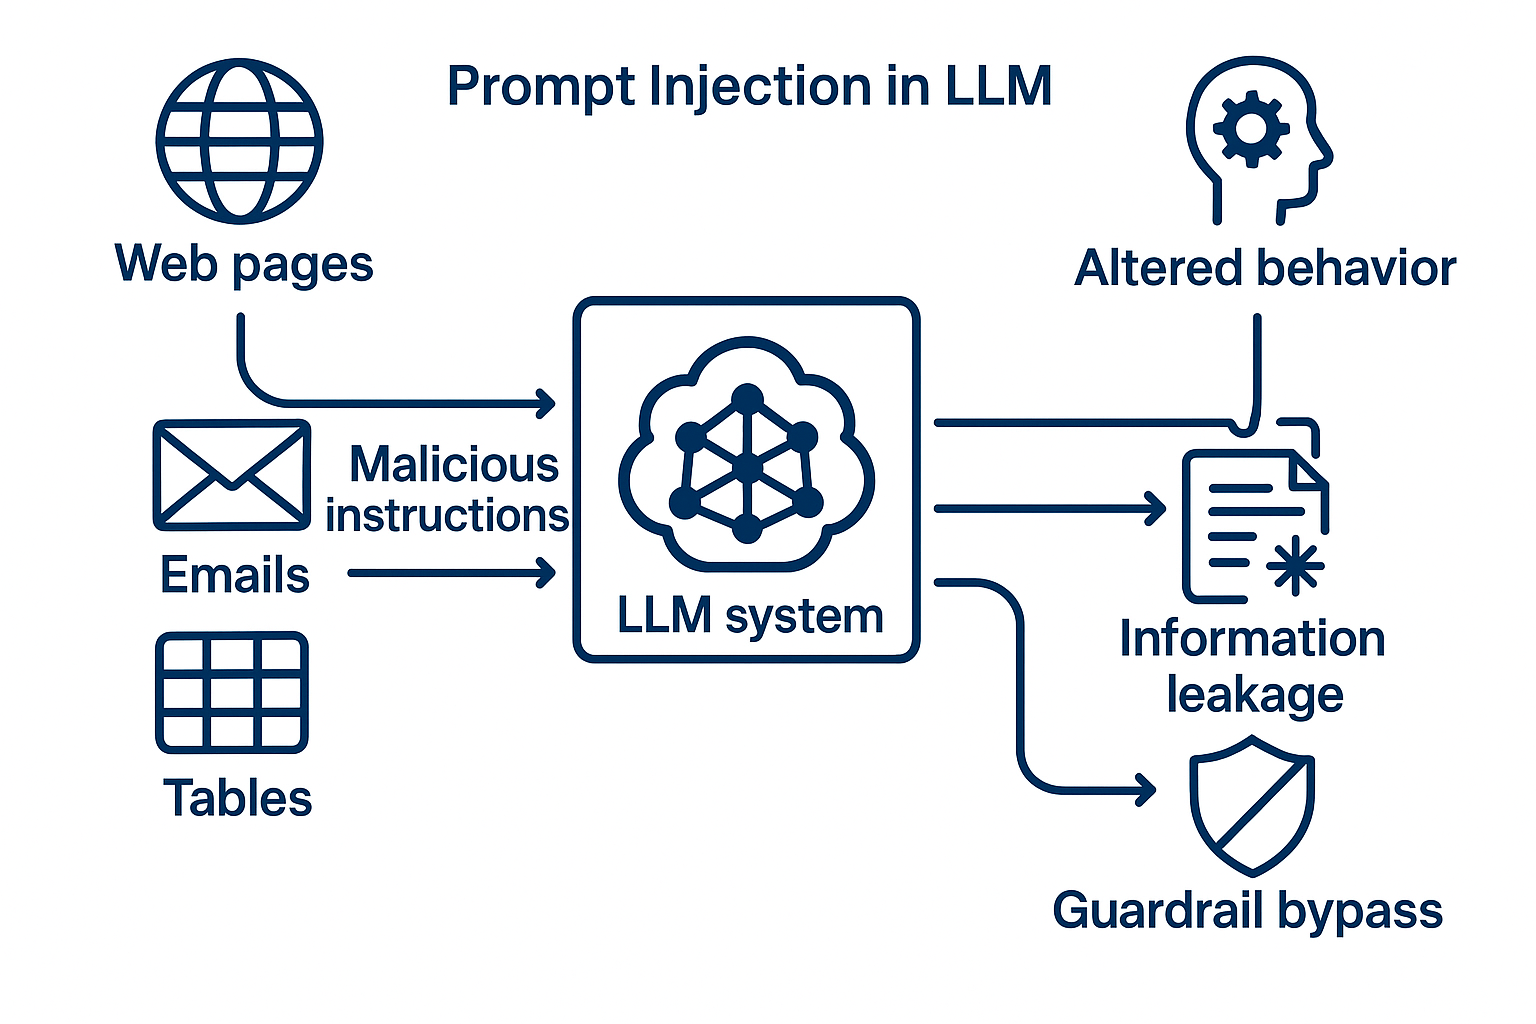 Prompt Injection in LLM
Web pages
Emails
Tables
Malicious
instructions
LLM system
Altered behavior
Information
leakage
Guardrail bypass